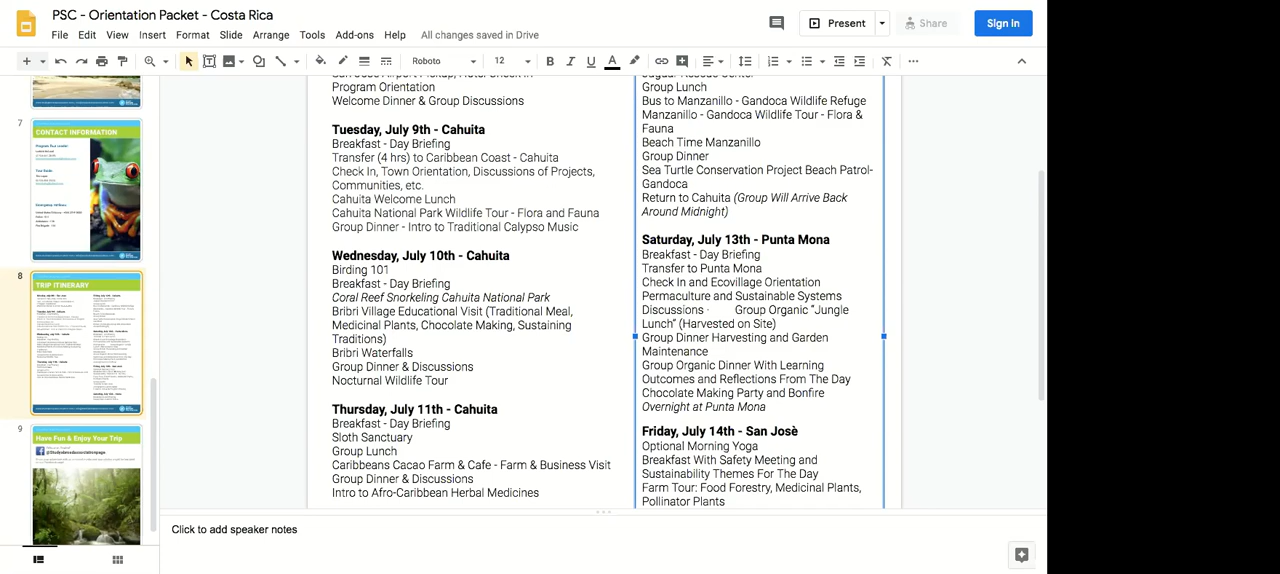 PSC - Orientation Packet - Costa Rica
File Edit View Insert Format Slide Arrange Tools Add-ons Help All changes saved in Drive
Present
Share
Sign in
Roboto
12
B I U A
7
CONTACT INFORMATION
8
TRIP ITINERARY
9
Have Fun & Enjoy Your Trip
Program Orientation
Welcome Dinner & Group Discussions
Tuesday, July 9th - Cahuita
Breakfast - Day Briefing
Transfer (4 hrs) to Caribbean Coast - Cahuita
Check In, Town Orientation, Discussions of Projects,
Communities, etc.
Cahuita Welcome Lunch
Cahuita National Park Wildlife Tour - Flora and Fauna
Group Dinner - Intro to Traditional Calypso Music
Wednesday, July 10th - Cahuita
Birding 101
Breakfast - Day Briefing
Coral Reef Snorkeling Cahuita National Park
Bribri Village Educational Visit(Traditional Meal,
Medicinal Plants, Chocolate Making, Sustaining
Traditions)
Bribri Waterfalls
Group Dinner & Discussions
Nocturnal Wildlife Tour
Thursday, July 11th - Cahuita
Breakfast - Day Briefing
Sloth Sanctuary
Group Lunch
Caribbeans Cacao Farm & Cafe - Farm & Business Visit
Group Dinner & Discussions
Intro to Afro-Caribbean Herbal Medicines
Group Lunch
Bus to Manzanillo - Gandoca Wildlife Refuge
Manzanillo - Gandoca Wildlife Tour - Flora &
Fauna
Beach Time Manzanillo
Group Dinner
Sea Turtle Conservation Project Beach Patrol-
Gandoca
Return to Cahuita (Group Will Arrive Back
Around Midnight)
Saturday, July 13th - Punta Mona
Breakfast - Day Briefing
Transfer to Punta Mona
Check In and Ecovillage Orientation
Permaculture and Sustainable Systems
Discussions · Group Organic “Jungle
Lunch” (Harvested on Site)
Group Dinner Harvesting and Garden
Maintenance
Group Organic Dinner With Learning
Outcomes and Reflections From The Day
Chocolate Making Party and Bonfire
Overnight at Punta Mona
Friday, July 14th - San Josè
Optional Morning Yoga
Breakfast With Safety Meeting and
Sustainability Themes For The Day
Farm Tour: Food Forestry, Medicinal Plants,
Pollinator Plants
Click to add speaker notes